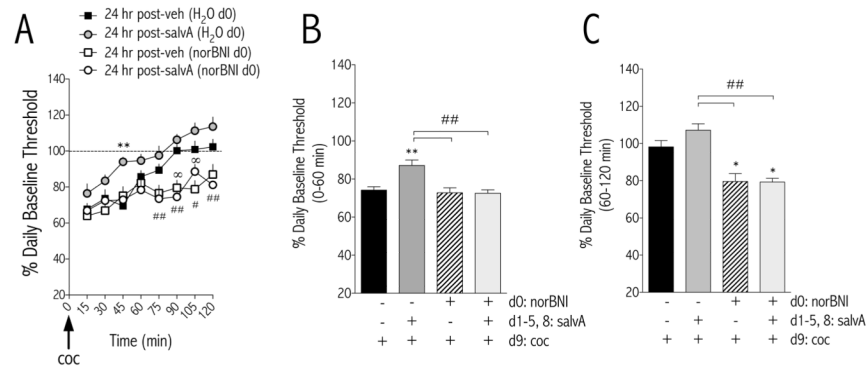 A
24 hr post-veh (H2O d0)
24 hr post-salvA (H2O d0)
24 hr post-veh (norBNI d0)
24 hr post-salvA (norBNI d0)
% Daily Baseline Threshold
140
120
100
80
60
40
20
**
∞ ∞
## ## # ##
0 15 30 45 60 75 90 105 120
Time (min)
coc
B
% Daily Baseline Threshold
(0-60 min)
140
120
100
80
60
40
20
##
**
- - + + d0: norBNI
- + - + d1-5, 8: salvA
+ + + + d9: coc
C
% Daily Baseline Threshold
(60-120 min)
140
120
100
80
60
40
20
##
* *
- - + + d0: norBNI
- + - + d1-5, 8: salvA
+ + + + d9: coc